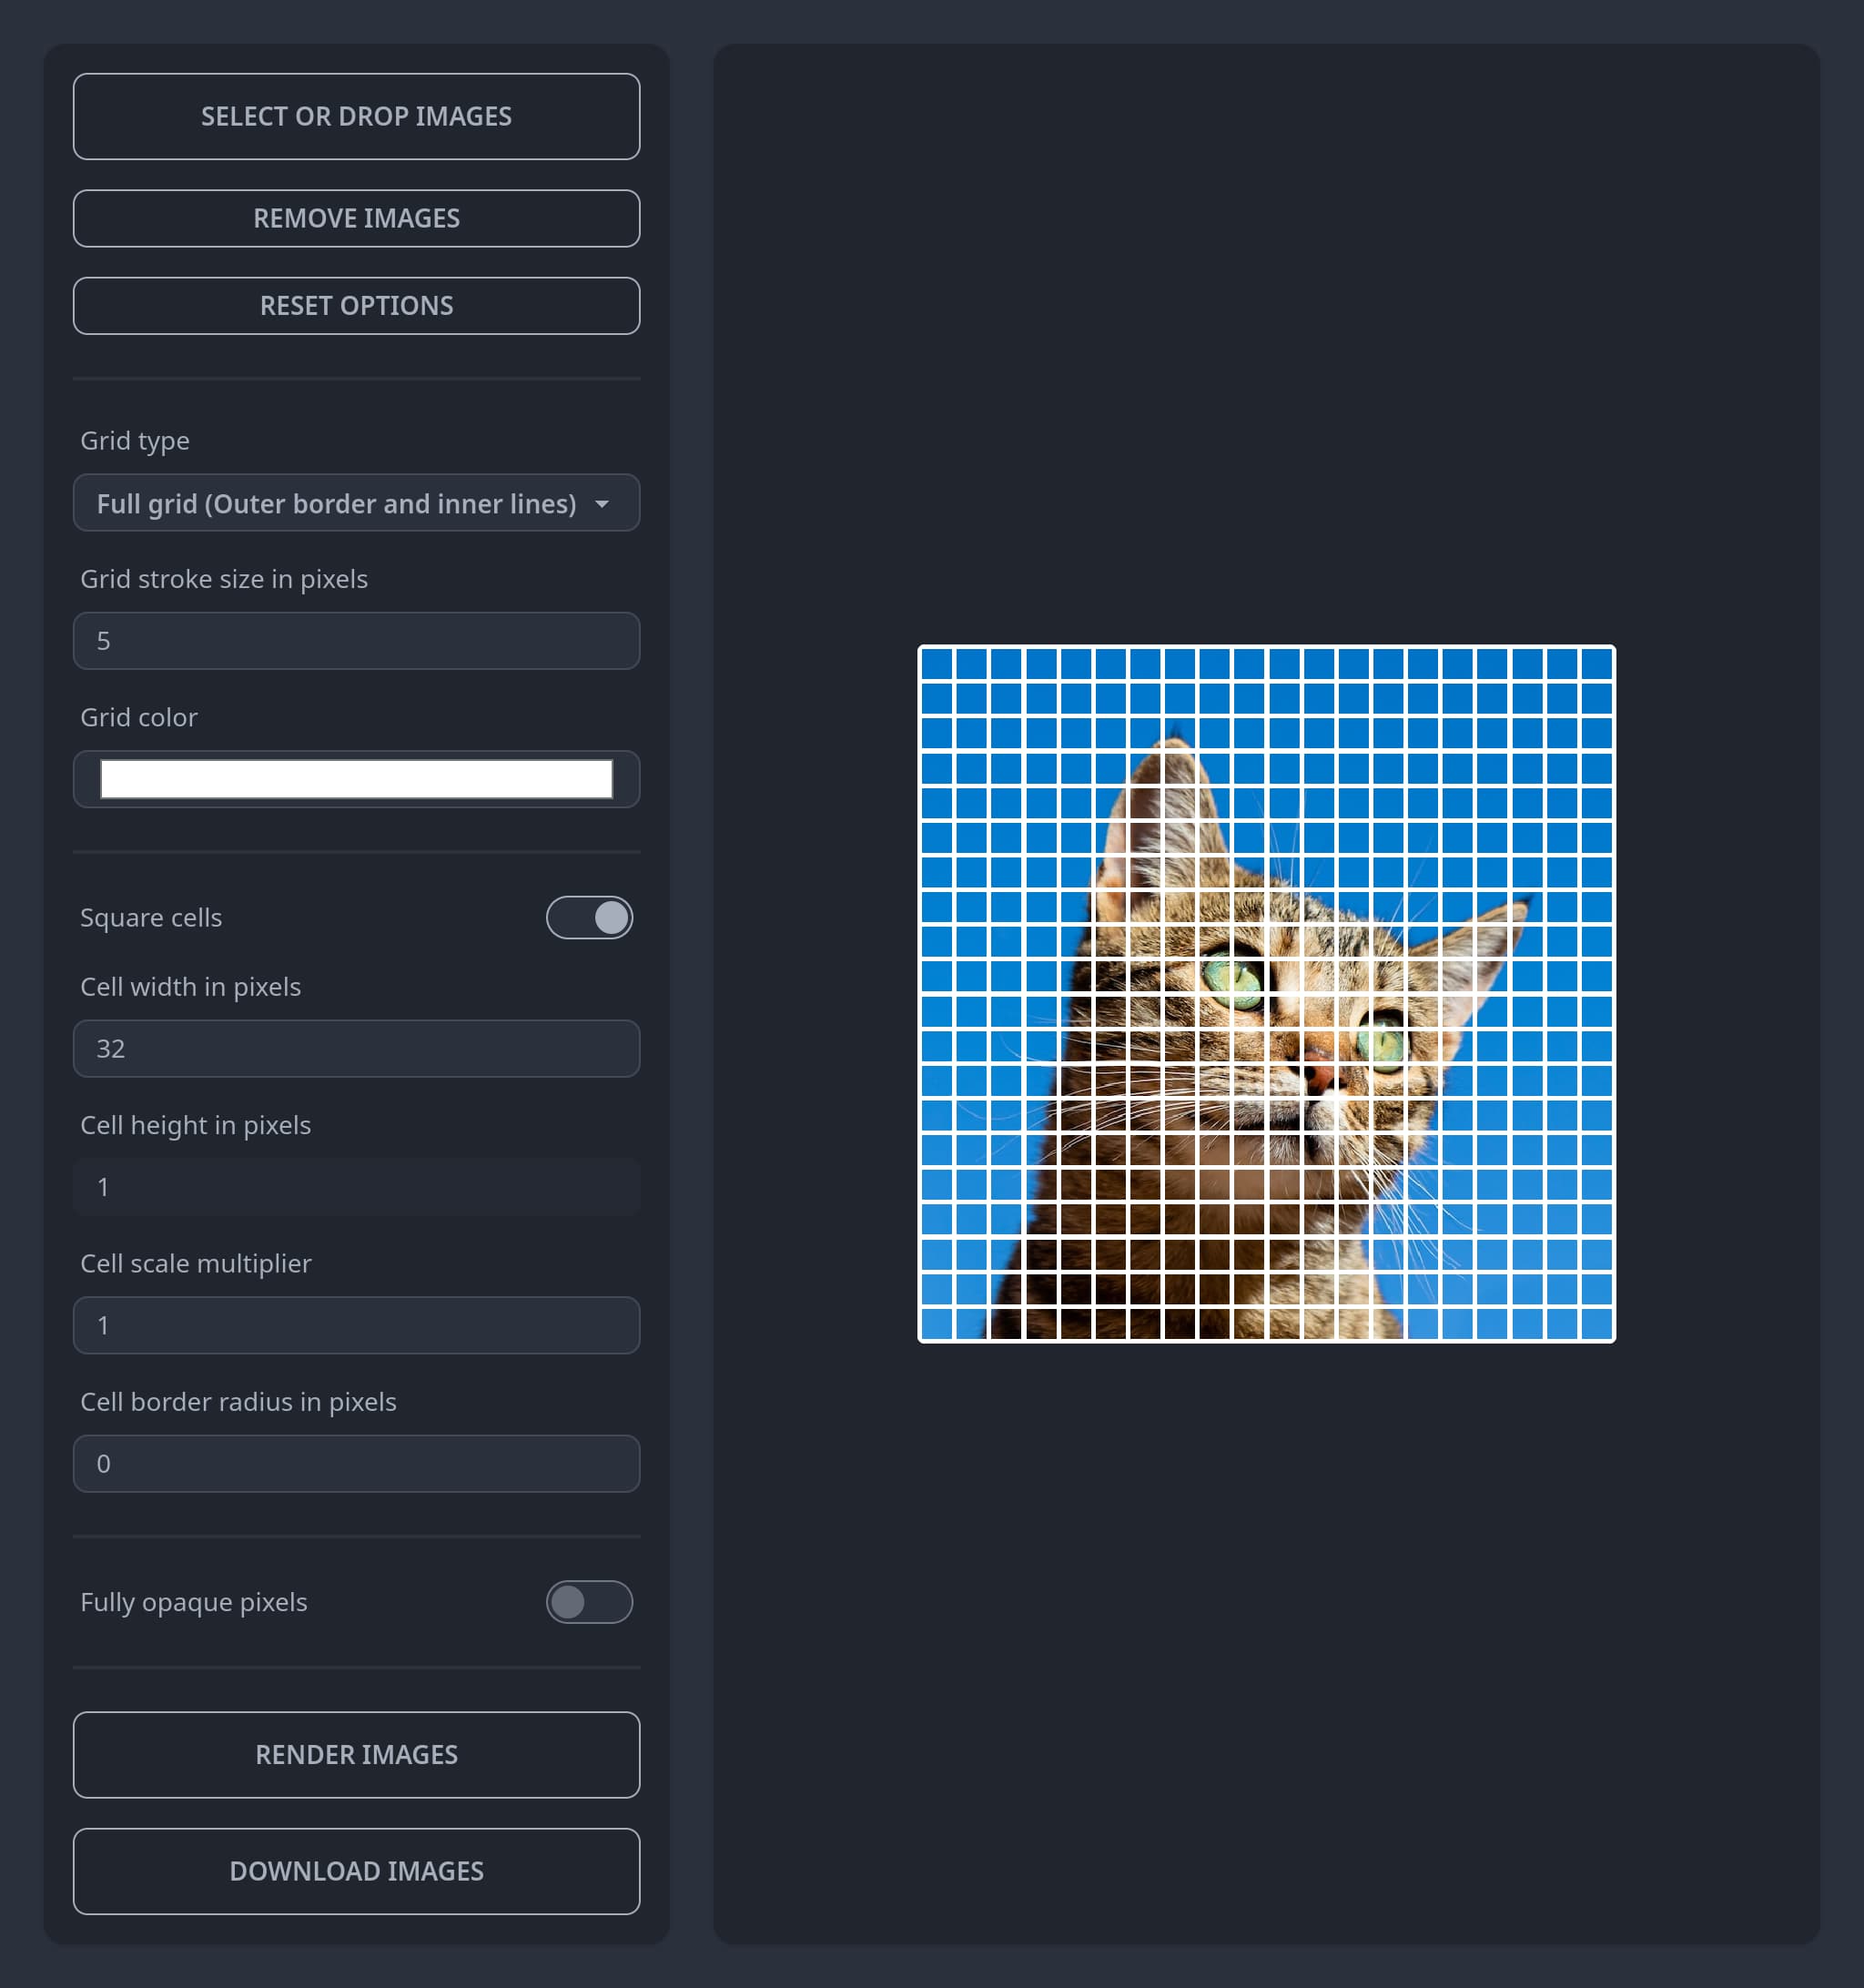 SELECT OR DROP IMAGES
REMOVE IMAGES
RESET OPTIONS
Grid type
Full grid (Outer border and inner lines)
Grid stroke size in pixels
5
Grid color
Square cells
Cell width in pixels
32
Cell height in pixels
1
Cell scale multiplier
1
Cell border radius in pixels
0
Fully opaque pixels
RENDER IMAGES
DOWNLOAD IMAGES